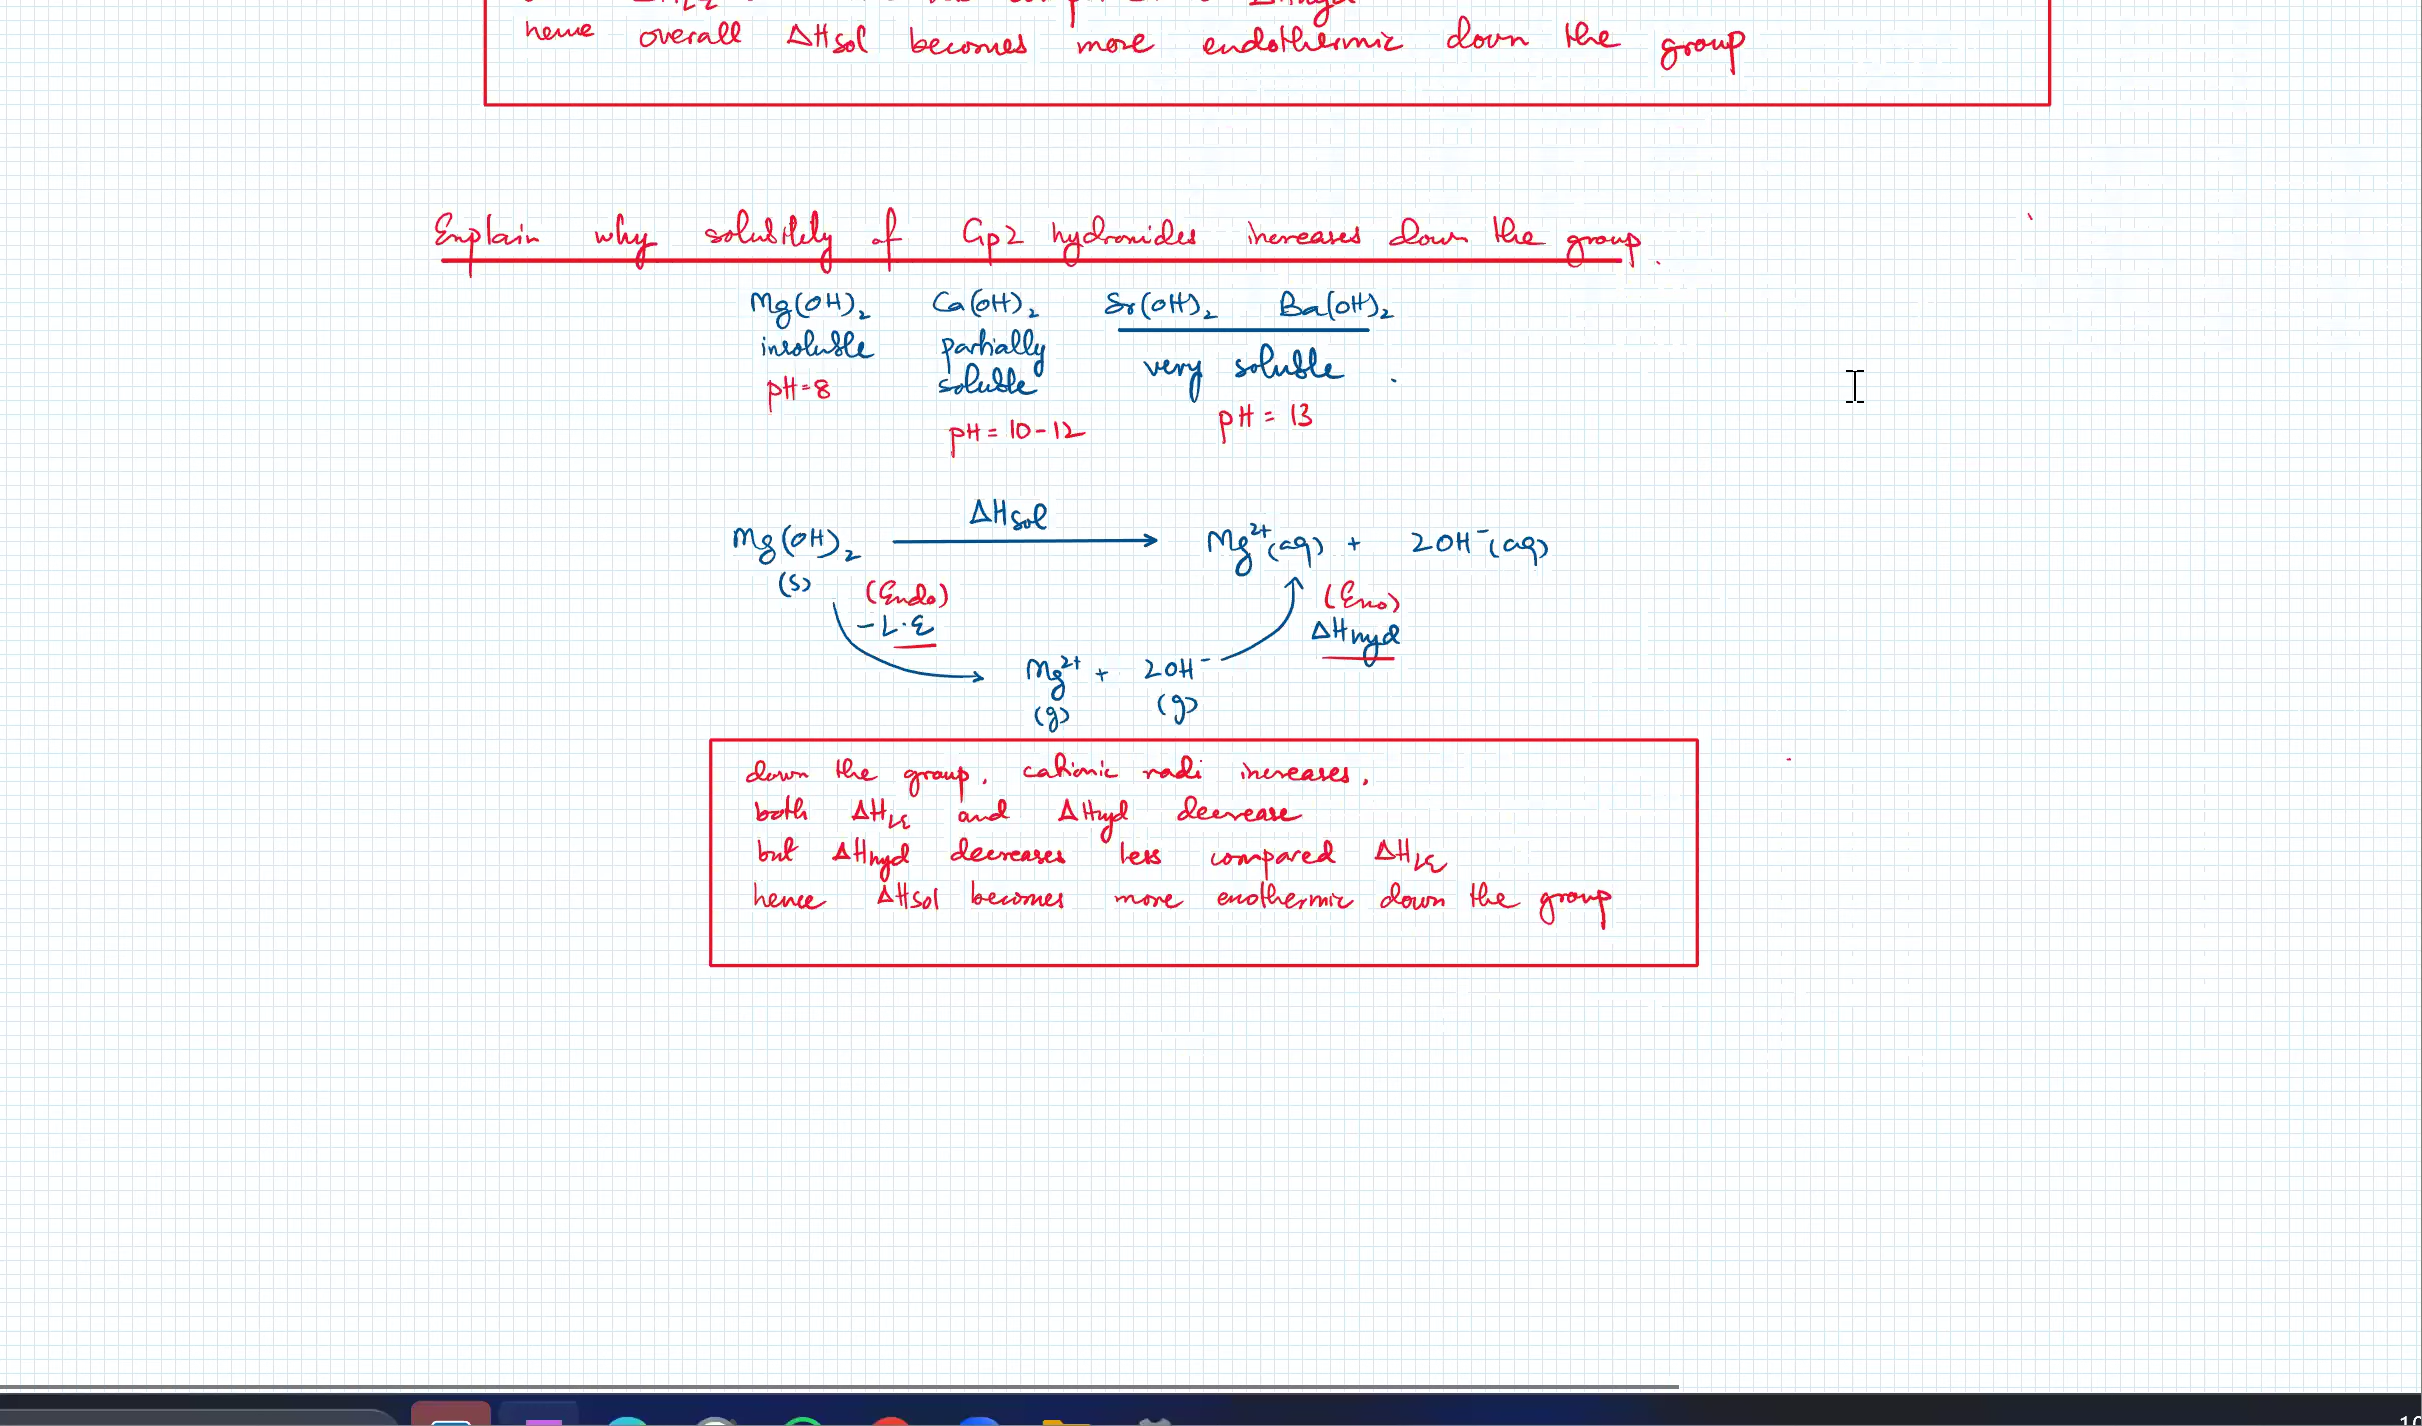 hence overall ΔHsol becomes more endothermic down the group
Explain why solubility of Gp2 hydroxides increases down the group.
Mg(OH)₂ Ca(OH)₂ Sr(OH)₂ Ba(OH)₂
insoluble partially soluble very soluble.
pH=8 pH = 10-12 pH = 13
ΔHsol
Mg(OH)₂ (s) → Mg²⁺(aq) + 2OH⁻(aq)
(Endo) (Exo)
-L.E ΔHhyd
Mg²⁺ + 2OH⁻
(g) (g)
down the group, cationic radi increases,
both ΔHLE and ΔHhyd decrease
but ΔHhyd decreases less compared ΔHLE
hence ΔHsol becomes more exothermic down the group